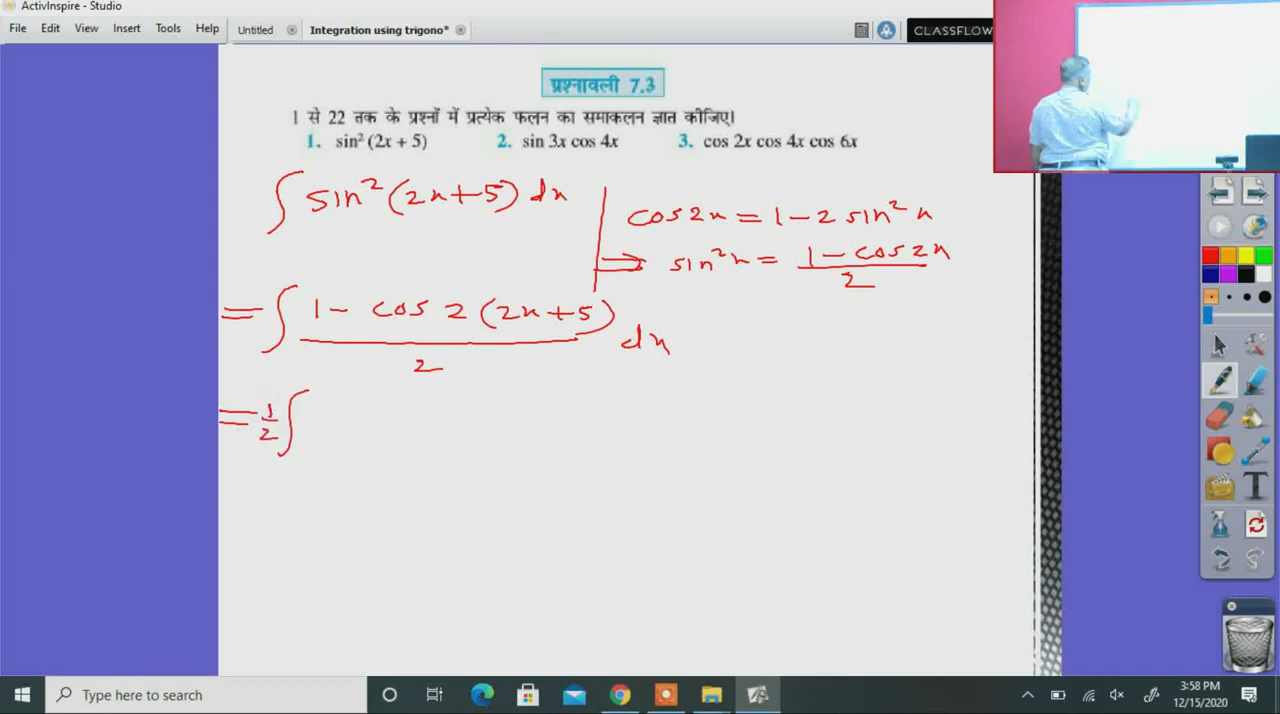 ActivInspire - Studio
File Edit View Insert Tools Help Untitled Integration using trigono* CLASSFLOW
प्रश्नावली 7.3
1 से 22 तक के प्रश्नों में प्रत्येक फलन का समाकलन ज्ञात कीजिए।
1. sin² (2x + 5) 2. sin 3x cos 4x 3. cos 2x cos 4x cos 6x
∫ sin² (2x+5) dx
cos 2x = 1 - 2 sin² x
⇒ sin² x = (1 - cos 2x)/2
= ∫ (1 - cos 2 (2x+5))/2 dx
= 1/2 ∫
Type here to search
3:58 PM
12/15/2020